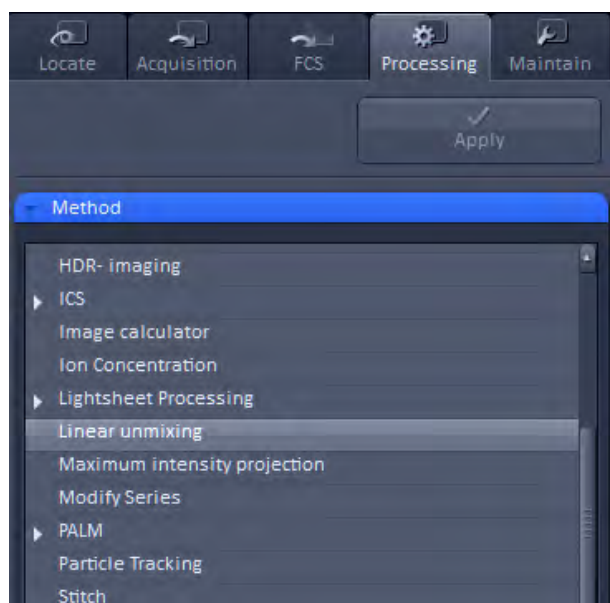 Locate Acquisition FCS Processing Maintain
Apply
Method
HDR- imaging
ICS
Image calculator
Ion Concentration
Lightsheet Processing
Linear unmixing
Maximum intensity projection
Modify Series
PALM
Particle Tracking
Stitch